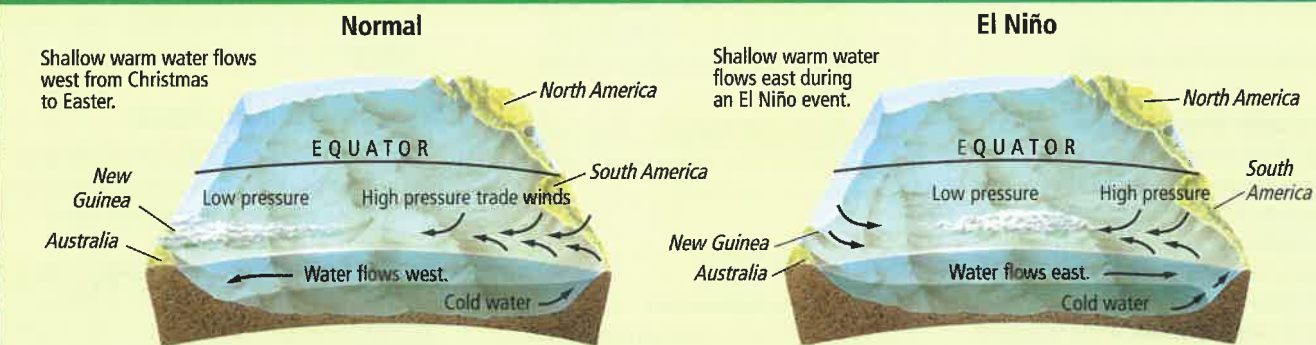 Normal
Shallow warm water flows
west from Christmas
to Easter.
North America
EQUATOR
South America
New
Guinea
Low pressure
High pressure trade winds
Australia
Water flows west.
Cold water
El Niño
Shallow warm water
flows east during
an El Niño event.
North America
EQUATOR
South
America
Low pressure
High pressure
New Guinea
Australia
Water flows east.
Cold water